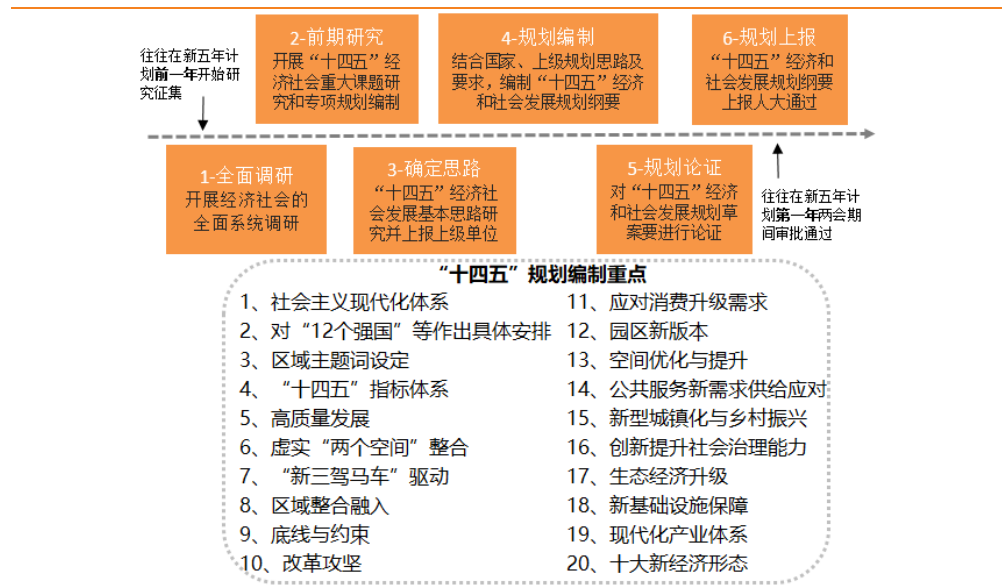 往往在新五年计
划前一年开始研
究征集
2-前期研究
开展“十四五”经
济社会重大课题研
究和专项规划编制
4-规划编制
结合国家、上级规划思路及
要求，编制“十四五”经济
和社会发展规划纲要
6-规划上报
“十四五”经济和
社会发展规划纲要
上报人大通过
1-全面调研
开展经济社会的
全面系统调研
3-确定思路
“十四五”经济社
会发展基本思路研
究并上报上级单位
5-规划论证
对“十四五”经济
和社会发展规划草
案要进行论证
往往在新五年计
划第一年两会期
间审批通过
“十四五”规划编制重点
1、社会主义现代化体系
2、对“12个强国”等作出具体安排
3、区域主题词设定
4、“十四五”指标体系
5、高质量发展
6、虚实“两个空间”整合
7、“新三驾马车”驱动
8、区域整合融入
9、底线与约束
10、改革攻坚
11、应对消费升级需求
12、园区新版本
13、空间优化与提升
14、公共服务新需求供给应对
15、新型城镇化与乡村振兴
16、创新提升社会治理能力
17、生态经济升级
18、新基础设施保障
19、现代化产业体系
20、十大新经济形态